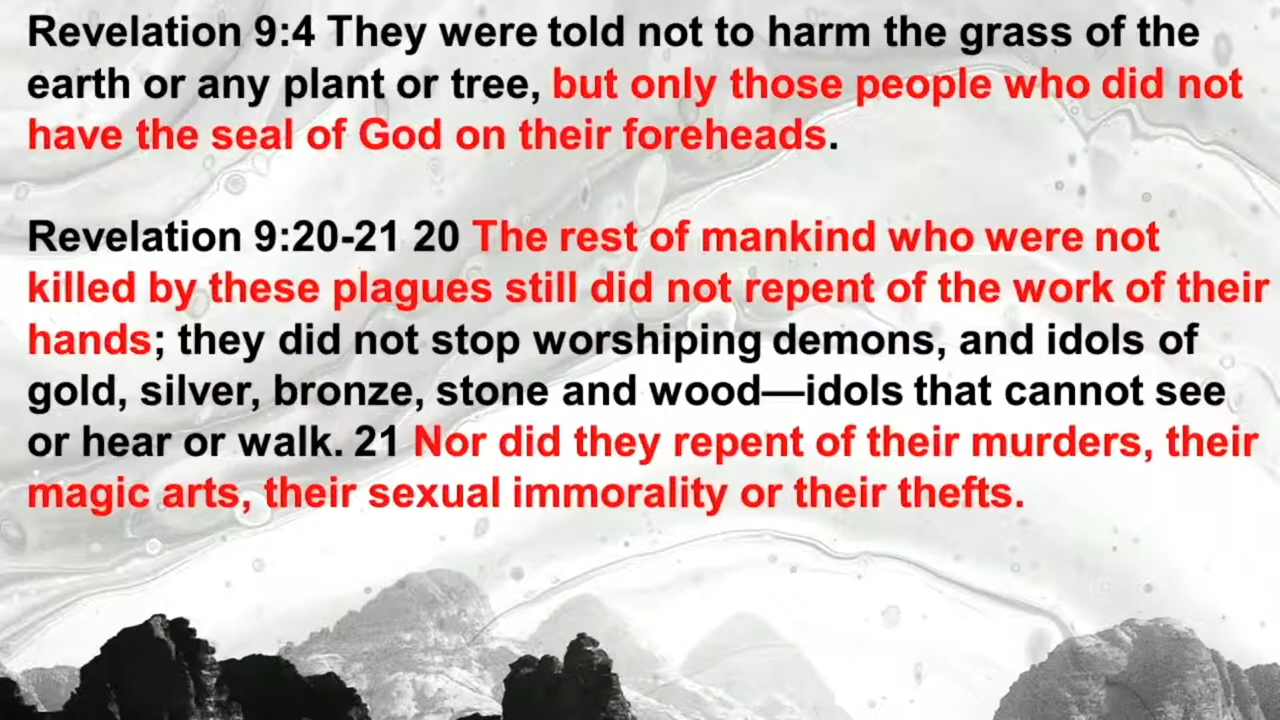 Revelation 9:4 They were told not to harm the grass of the
earth or any plant or tree, but only those people who did not
have the seal of God on their foreheads.
Revelation 9:20-21 20 The rest of mankind who were not
killed by these plagues still did not repent of the work of their
hands; they did not stop worshiping demons, and idols of
gold, silver, bronze, stone and wood—idols that cannot see
or hear or walk. 21 Nor did they repent of their murders, their
magic arts, their sexual immorality or their thefts.